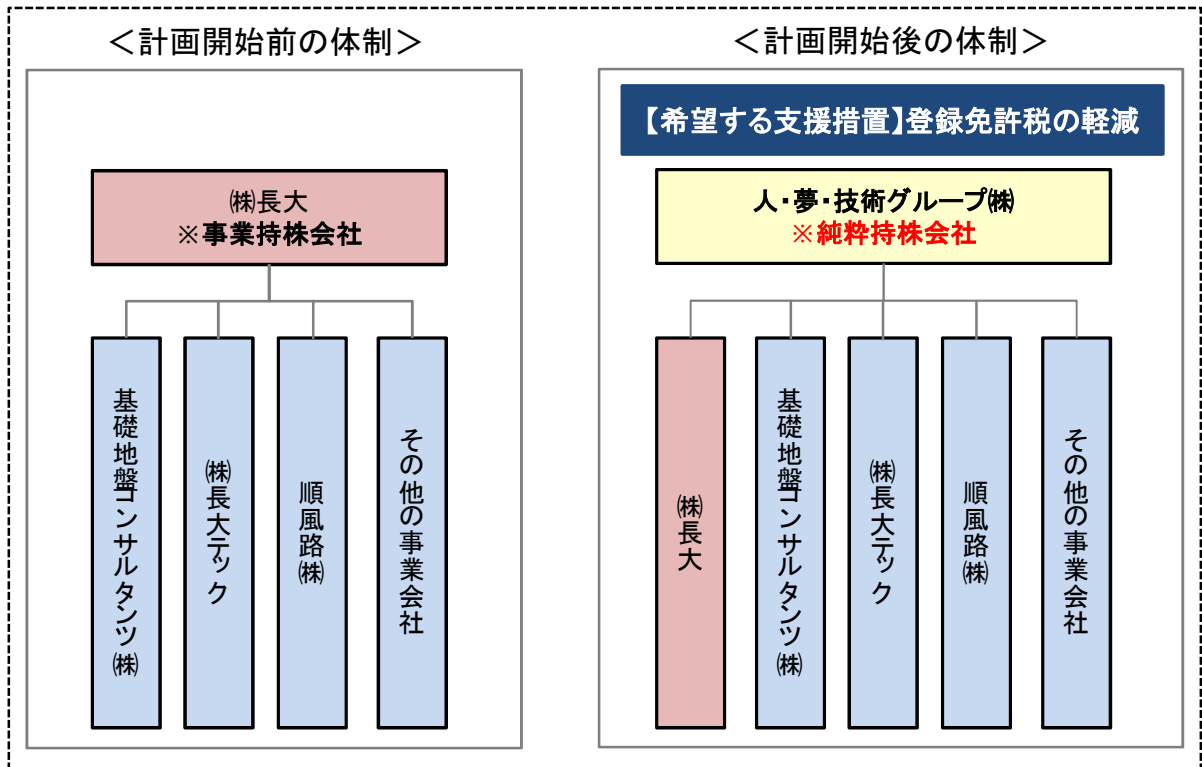 ＜計画開始前の体制＞
㈱長大
※事業持株会社
基礎地盤コンサルタンツ㈱
㈱長大テック
順風路㈱
その他の事業会社
＜計画開始後の体制＞
【希望する支援措置】登録免許税の軽減
人・夢・技術グループ㈱
※純粋持株会社
㈱長大
基礎地盤コンサルタンツ㈱
㈱長大テック
順風路㈱
その他の事業会社